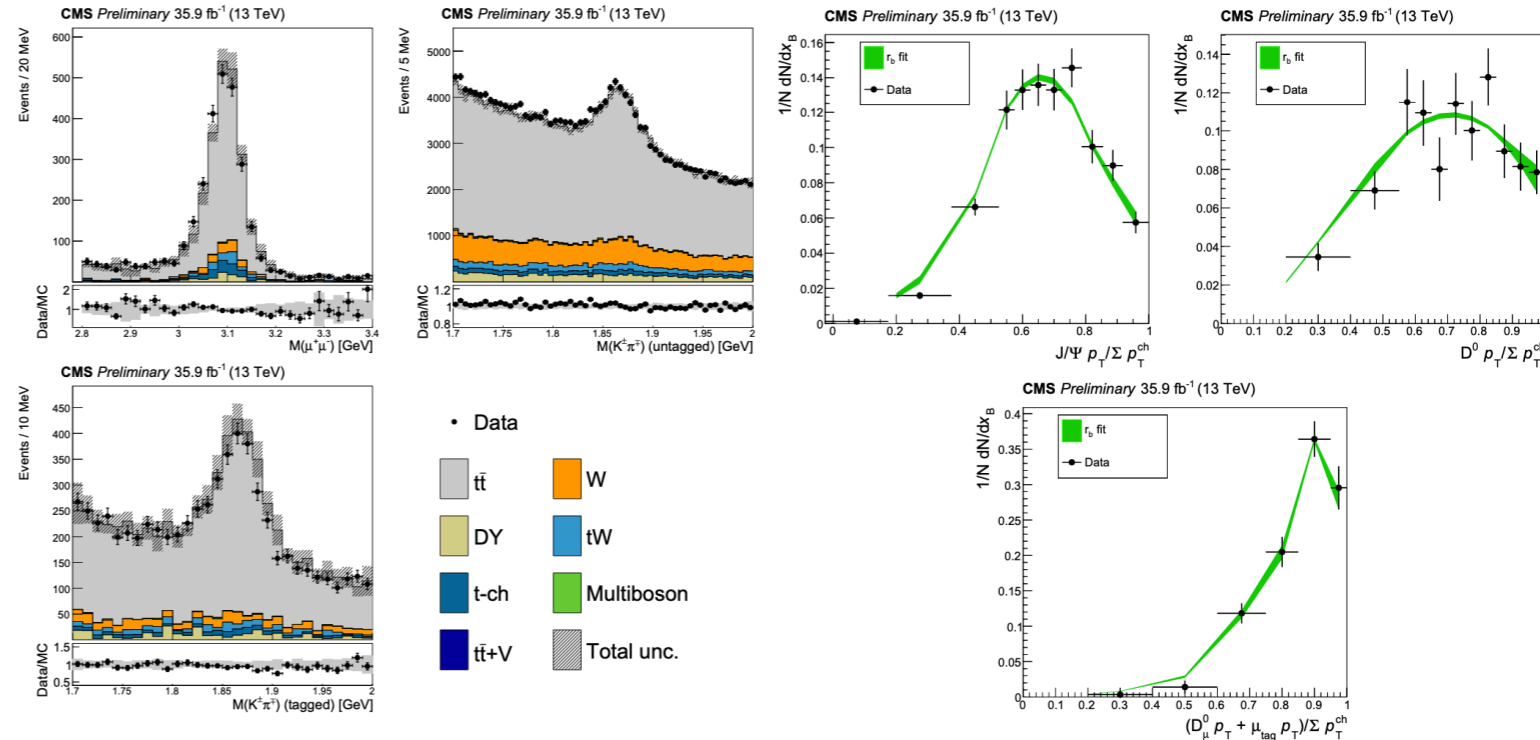 CMS Preliminary 35.9 fb⁻¹ (13 TeV)
Events / 20 MeV
600
500
400
300
200
100
Data/MC
2
1
2.8 2.9 3 3.1 3.2 3.3 3.4
M(μ⁺μ⁻) [GeV]
CMS Preliminary 35.9 fb⁻¹ (13 TeV)
Events / 5 MeV
5000
4000
3000
2000
1000
Data/MC
1.2
1
0.8
1.7 1.75 1.8 1.85 1.9 1.95 2
M(K±π∓) (untagged) [GeV]
CMS Preliminary 35.9 fb⁻¹ (13 TeV)
1/N dN/dx_B
r_b fit
Data
0.16
0.14
0.12
0.1
0.08
0.06
0.04
0.02
0
0 0.2 0.4 0.6 0.8 1
J/Ψ p_T/Σ p_T^ch
CMS Preliminary 35.9 fb⁻¹ (13 TeV)
1/N dN/dx_B
r_b fit
Data
0.14
0.12
0.1
0.08
0.06
0.04
0.02
0
0 0.1 0.2 0.3 0.4 0.5 0.6 0.7 0.8 0.9
D⁰ p_T/Σ p_T
CMS Preliminary 35.9 fb⁻¹ (13 TeV)
Events / 10 MeV
450
400
350
300
250
200
150
100
50
Data/MC
1.5
1
0.5
1.7 1.75 1.8 1.85 1.9 1.95 2
M(K±π∓) (tagged) [GeV]
Data
tt̄ W
DY tW
t-ch Multiboson
tt̄+V Total unc.
CMS Preliminary 35.9 fb⁻¹ (13 TeV)
1/N dN/dx_B
r_b fit
Data
0.4
0.35
0.3
0.25
0.2
0.15
0.1
0.05
0
0 0.1 0.2 0.3 0.4 0.5 0.6 0.7 0.8 0.9 1
(D⁰_μ p_T + μ_tag p_T)/Σ p_T^ch